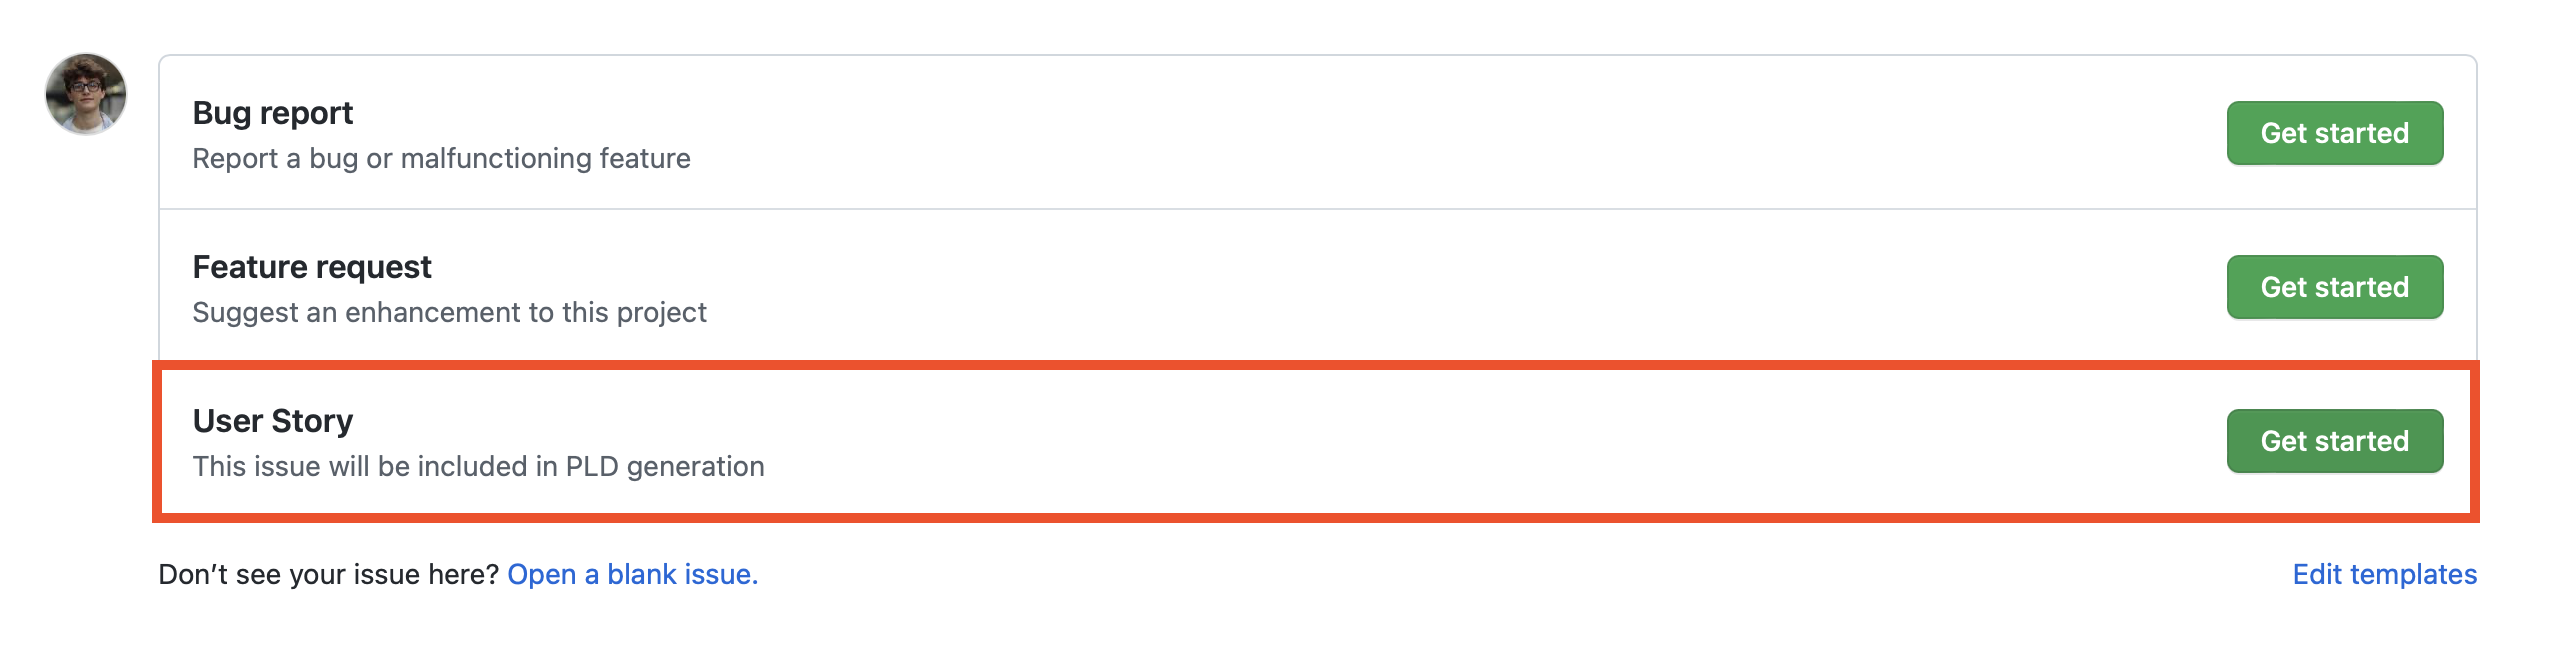 Bug report
Report a bug or malfunctioning feature
Get started
Feature request
Suggest an enhancement to this project
Get started
User Story
This issue will be included in PLD generation
Get started
Don’t see your issue here? Open a blank issue.
Edit templates